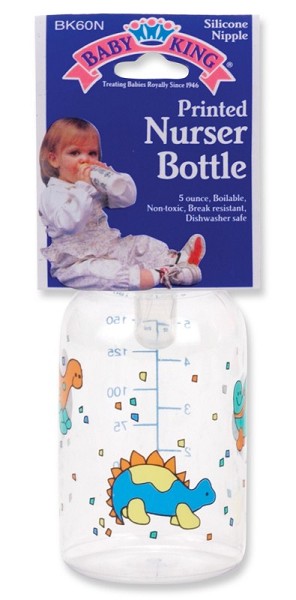 BK60N
Silicone
Nipple
BABY KING
Treating Babies Royally Since 1946
Printed
Nurser
Bottle
5 ounce, Boilable,
Non-toxic, Break resistant,
Dishwasher safe
150 5
125 4
100
3
75
2